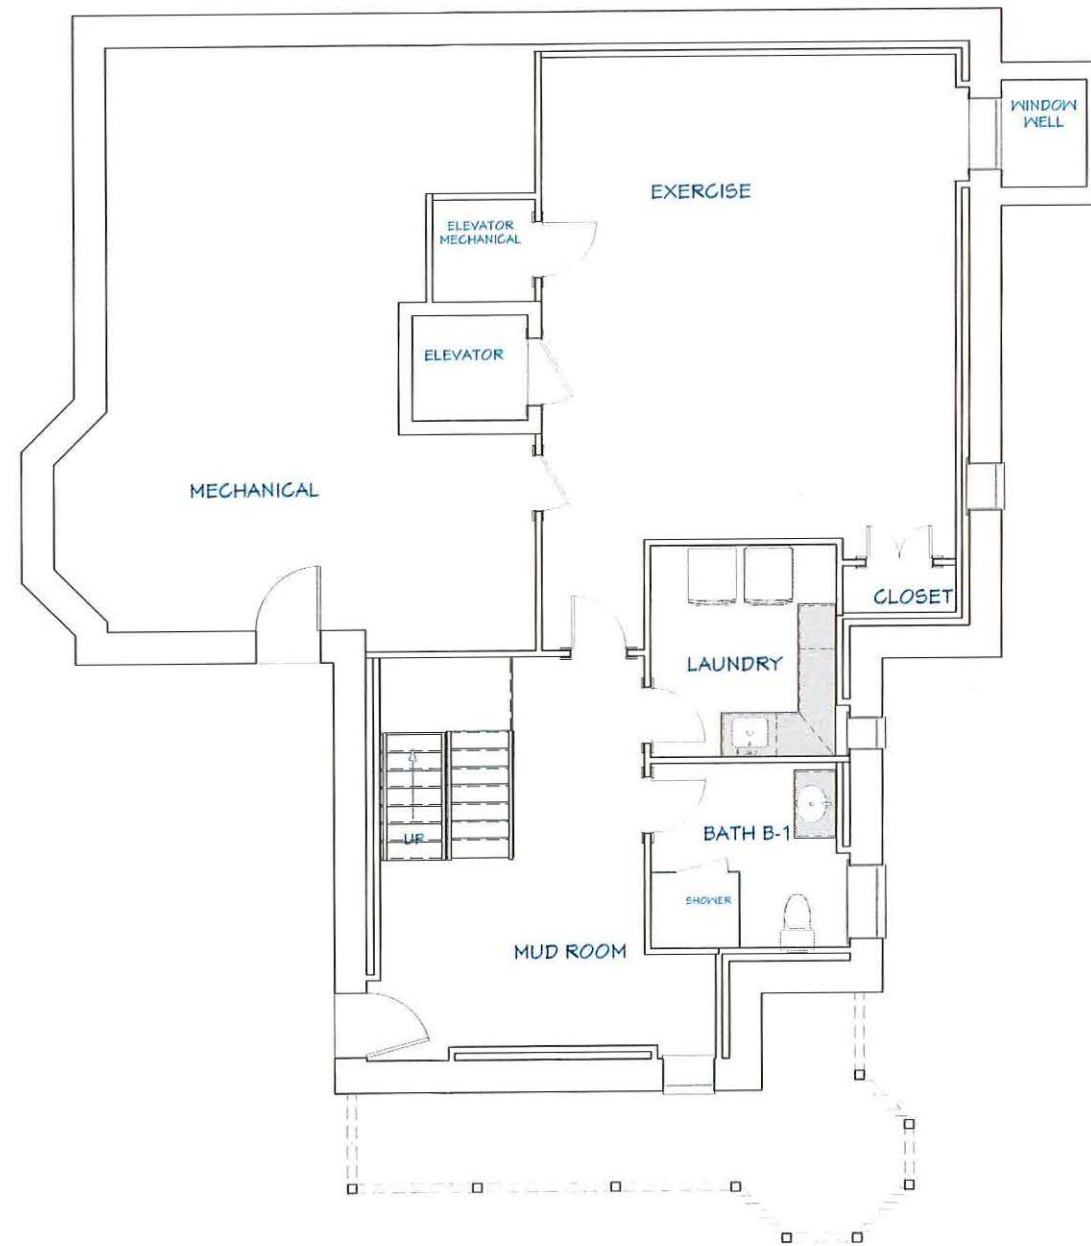 WINDOW
WELL
EXERCISE
ELEVATOR
MECHANICAL
ELEVATOR
MECHANICAL
CLOSET
LAUNDRY
UP
BATH B-1
SHOWER
MUD ROOM